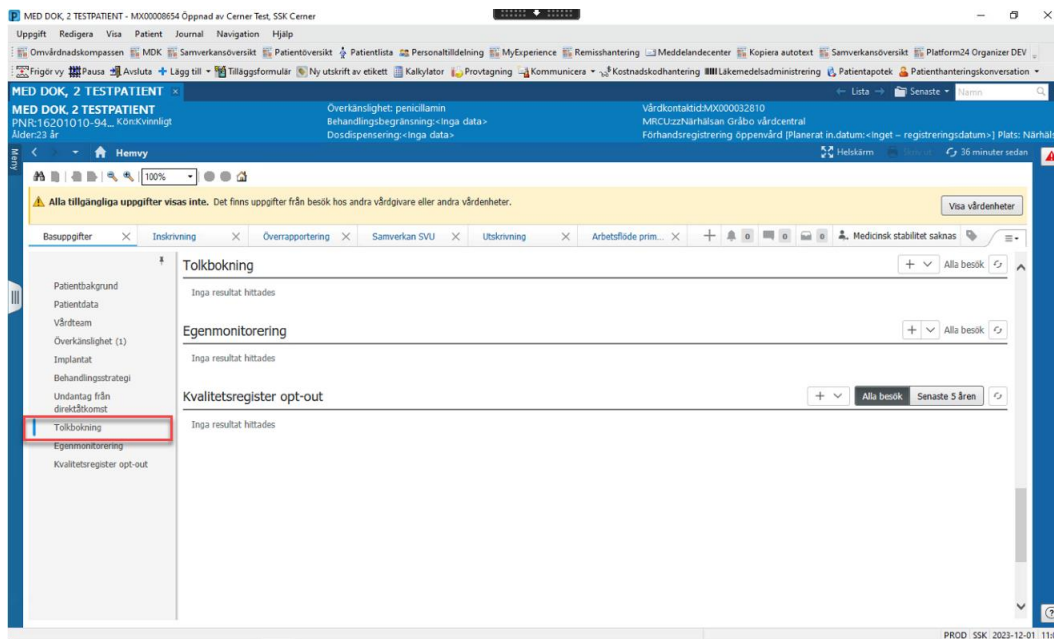 MED DOK, 2 TESTPATIENT - MX00008654 Öppnad av Cerner Test, SSK Cerner
Uppgift Redigera Visa Patient Journal Navigation Hjälp
Omvårdnadskompassen MDK Samverkansöversikt Patientöversikt Patientlista Personaltilldelning MyExperience Remisshantering Meddelandecenter Kopiera autotext Samverkansöversikt Platform24 Organizer DEV
Frigör vy Pausa Avsluta Lägg till Tilläggsformulär Ny utskrift av etikett Kalkylator Provtagning Kommunicera Kostnadskodhantering Läkemedelsadministrering Patientapotek Patienthanteringskonversation
MED DOK, 2 TESTPATIENT Lista Senaste Namn
MED DOK, 2 TESTPATIENT Överkänslighet: penicillamin Vårdkontaktid:MX000032810
PNR:16201010-94... Kön:Kvinnligt Behandlingsbegränsning:<Inga data> MRCU:zzNärhälsan Gråbo vårdcentral
Ålder:23 år Dosdispensering:<Inga data> Förhandsregistrering öppenvård [Planerat in.datum:<Inget – registreringsdatum>] Plats: Närhäls
Meny
Hemvy Helskärm 36 minuter sedan
100%
Alla tillgängliga uppgifter visas inte. Det finns uppgifter från besök hos andra vårdgivare eller andra vårdenheter. Visa vårdenheter
Basuppgifter Inskrivning Överrapportering Samverkan SVU Utskrivning Arbetsflöde prim... 0 0 0 Medicinsk stabilitet saknas
Patientbakgrund
Patientdata
Vårdteam
Överkänslighet (1)
Implantat
Behandlingsstrategi
Undantag från
direktåtkomst
Tolkbokning
Egenmonitorering
Kvalitetsregister opt-out
Tolkbokning Alla besök
Inga resultat hittades
Egenmonitorering Alla besök
Inga resultat hittades
Kvalitetsregister opt-out Alla besök Senaste 5 åren
Inga resultat hittades
PROD SSK 2023-12-01 11: